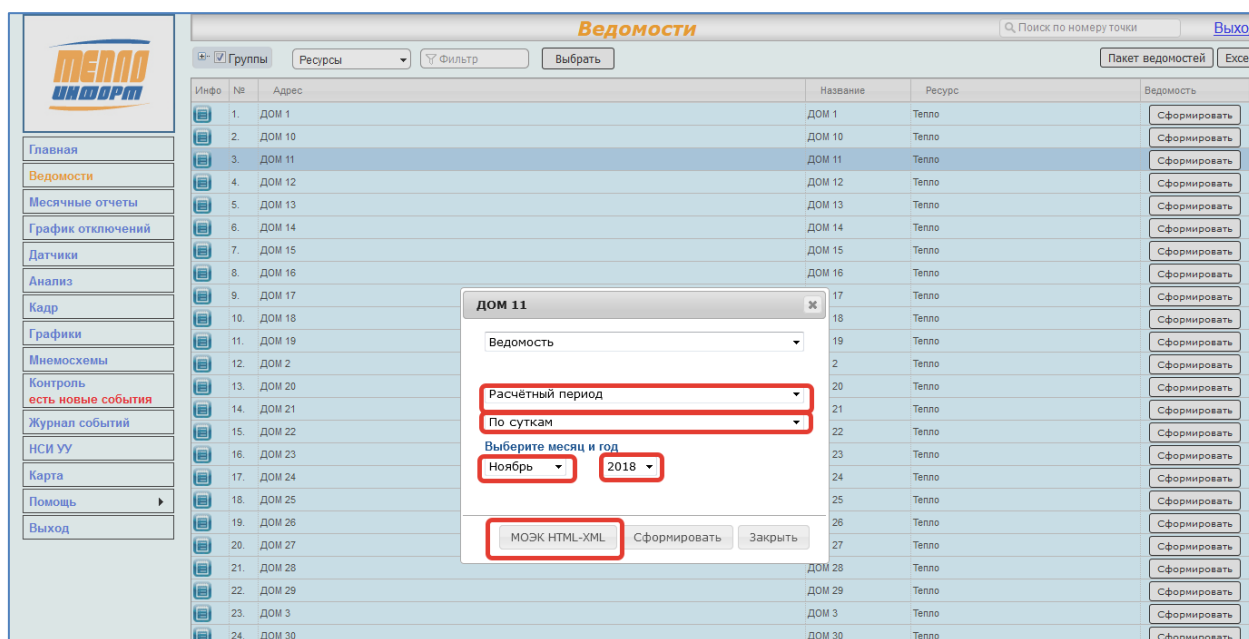 Ведомости
Поиск по номеру точки
Выхо
ТЕПЛО
ИНФОРМ
Группы Ресурсы Фильтр Выбрать Пакет ведомостей Exce
Инфо № Адрес Название Ресурс Ведомость
1. ДОМ 1 ДОМ 1 Тепло Сформировать
2. ДОМ 10 ДОМ 10 Тепло Сформировать
3. ДОМ 11 ДОМ 11 Тепло Сформировать
4. ДОМ 12 ДОМ 12 Тепло Сформировать
5. ДОМ 13 ДОМ 13 Тепло Сформировать
6. ДОМ 14 ДОМ 14 Тепло Сформировать
7. ДОМ 15 ДОМ 15 Тепло Сформировать
8. ДОМ 16 ДОМ 16 Тепло Сформировать
9. ДОМ 17 17 Тепло Сформировать
10. ДОМ 18 18 Тепло Сформировать
11. ДОМ 19 19 Тепло Сформировать
12. ДОМ 2 2 Тепло Сформировать
13. ДОМ 20 20 Тепло Сформировать
14. ДОМ 21 21 Тепло Сформировать
15. ДОМ 22 22 Тепло Сформировать
16. ДОМ 23 23 Тепло Сформировать
17. ДОМ 24 24 Тепло Сформировать
18. ДОМ 25 25 Тепло Сформировать
19. ДОМ 26 26 Тепло Сформировать
20. ДОМ 27 27 Тепло Сформировать
21. ДОМ 28 ДОМ 28 Тепло Сформировать
22. ДОМ 29 ДОМ 29 Тепло Сформировать
23. ДОМ 3 ДОМ 3 Тепло Сформировать
24. ДОМ 30 ДОМ 30 Тепло Сформировать
Главная
Ведомости
Месячные отчеты
График отключений
Датчики
Анализ
Кадр
Графики
Мнемосхемы
Контроль
есть новые события
Журнал событий
НСИ УУ
Карта
Помощь
Выход
ДОМ 11
Ведомость
Расчётный период
По суткам
Выберите месяц и год
Ноябрь 2018
МОЭК HTML-XML Сформировать Закрыть